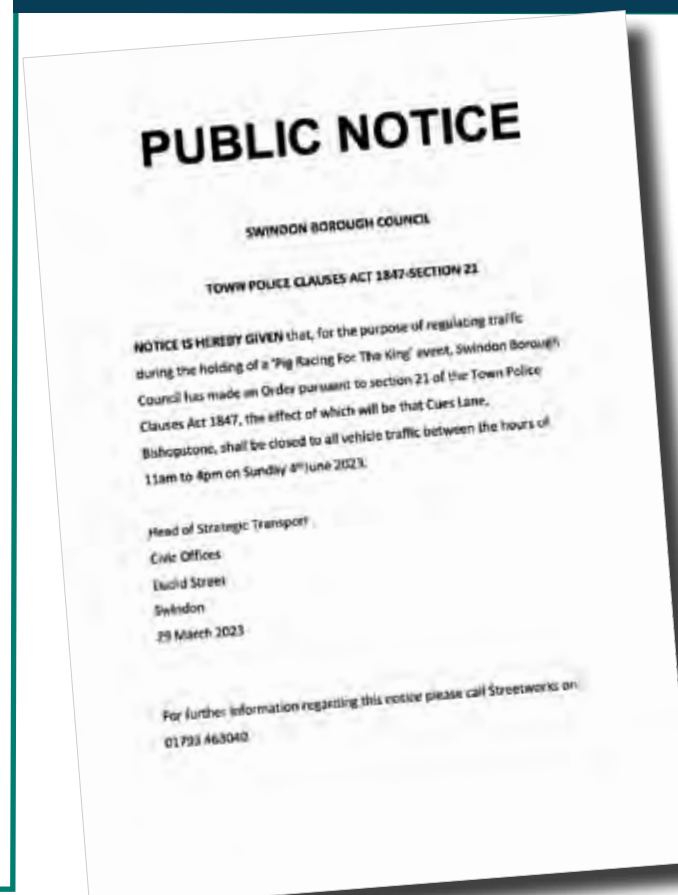 PUBLIC NOTICE
SWINDON BOROUGH COUNCIL
TOWN POLICE CLAUSES ACT 1847-SECTION 21
NOTICE IS HEREBY GIVEN that, for the purpose of regulating traffic
during the holding of a 'Pig Racing For The King' event, Swindon Borough
Council has made an Order pursuant to section 21 of the Town Police
Clauses Act 1847, the effect of which will be that Cues Lane,
Bishopstone, shall be closed to all vehicle traffic between the hours of
11am to 4pm on Sunday 4th June 2023.
Head of Strategic Transport
Civic Offices
Euclid Street
Swindon
29 March 2023
For further information regarding this notice please call Streetworks on
01793 463040